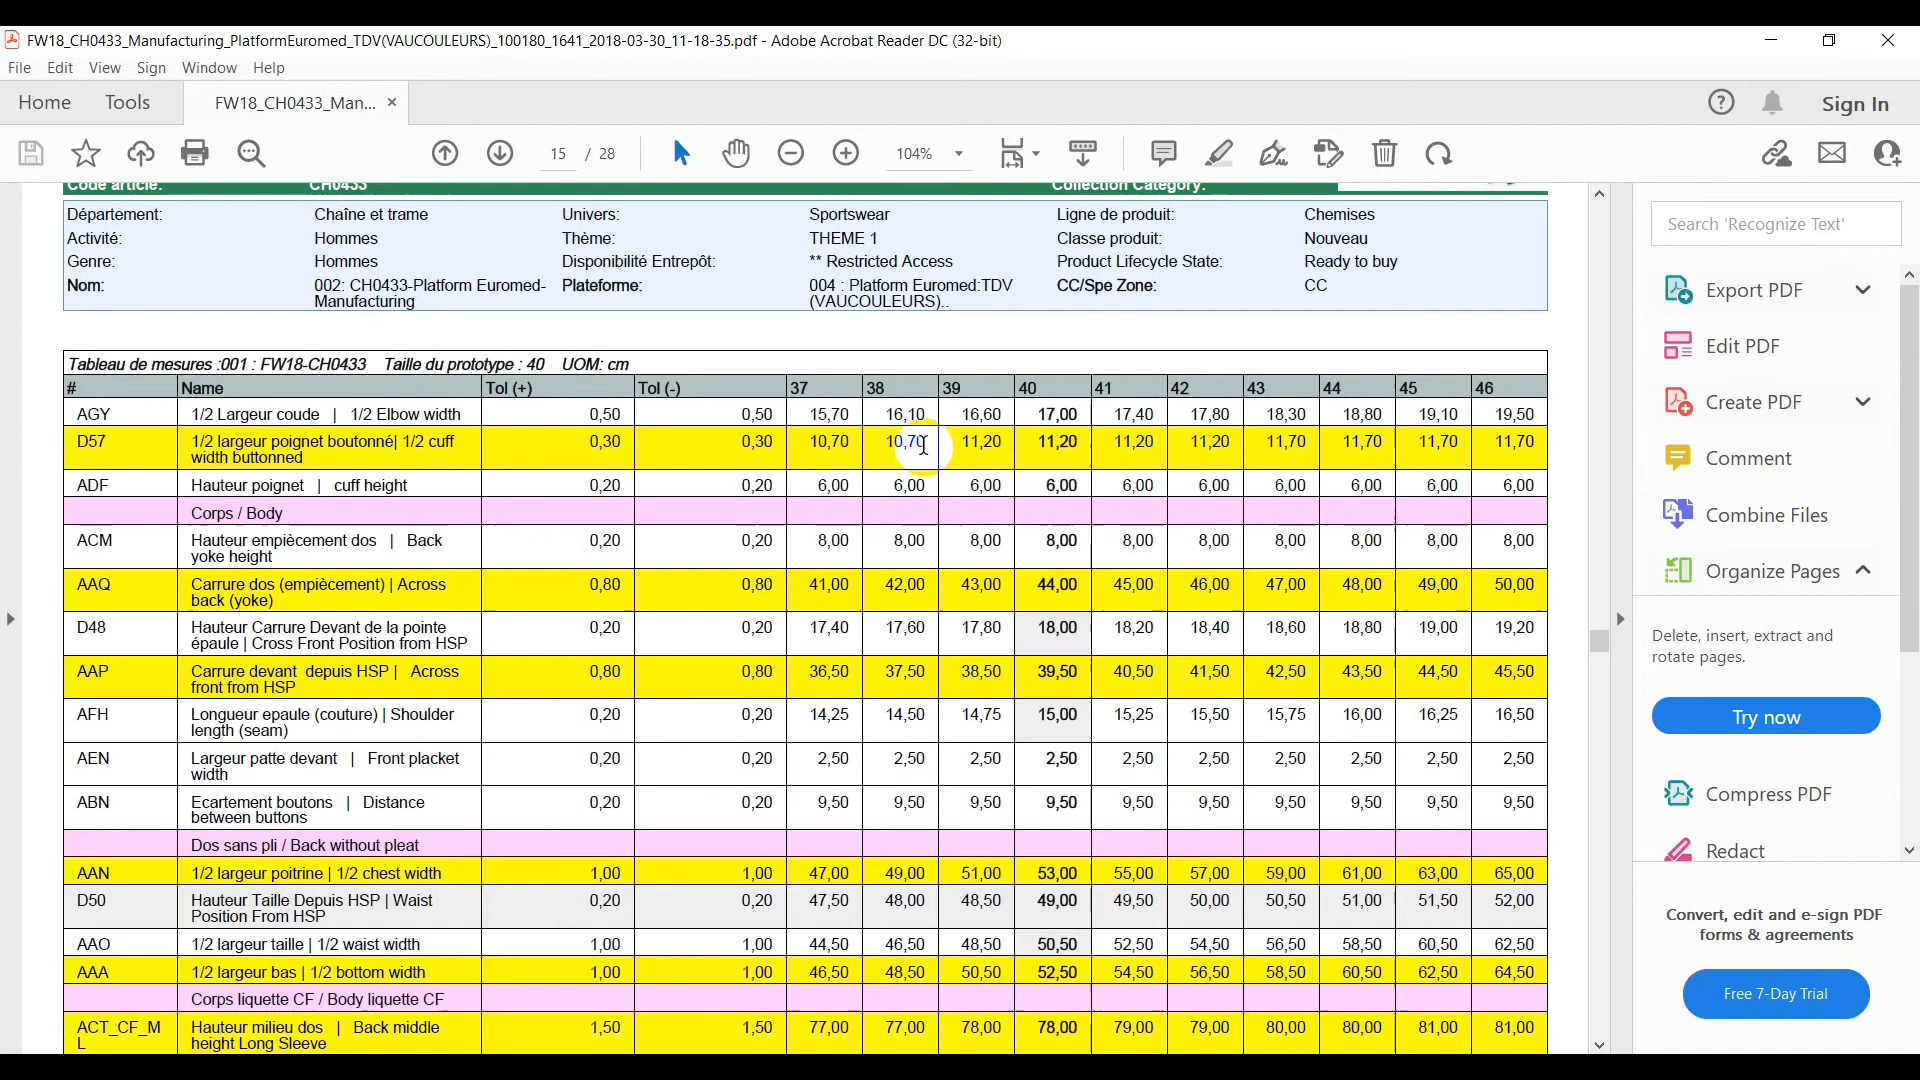 FW18_CH0433_Manufacturing_PlatformEuromed_TDV(VAUCOULEURS)_100180_1641_2018-03-30_11-18-35.pdf - Adobe Acrobat Reader DC (32-bit)
File Edit View Sign Window Help
Home Tools FW18_CH0433_Man... × Sign In
15 / 28 104%
Code article: CH0433 Collection Category:
Département: Chaîne et trame Univers: Sportswear Ligne de produit: Chemises
Activité: Hommes Thème: THEME 1 Classe produit: Nouveau
Genre: Hommes Disponibilité Entrepôt: ** Restricted Access Product Lifecycle State: Ready to buy
Nom: 002: CH0433-Platform Euromed- Plateforme: 004 : Platform Euromed:TDV CC/Spe Zone: CC
Manufacturing (VAUCOULEURS)..
Tableau de mesures :001 : FW18-CH0433 Taille du prototype : 40 UOM: cm
# Name Tol (+) Tol (-) 37 38 39 40 41 42 43 44 45 46
AGY 1/2 Largeur coude | 1/2 Elbow width 0,50 0,50 15,70 16,10 16,60 17,00 17,40 17,80 18,30 18,80 19,10 19,50
D57 1/2 largeur poignet boutonné| 1/2 cuff 0,30 0,30 10,70 10,70 11,20 11,20 11,20 11,20 11,70 11,70 11,70 11,70
width buttonned
ADF Hauteur poignet | cuff height 0,20 0,20 6,00 6,00 6,00 6,00 6,00 6,00 6,00 6,00 6,00 6,00
Corps / Body
ACM Hauteur empiècement dos | Back 0,20 0,20 8,00 8,00 8,00 8,00 8,00 8,00 8,00 8,00 8,00 8,00
yoke height
AAQ Carrure dos (empiècement) | Across 0,80 0,80 41,00 42,00 43,00 44,00 45,00 46,00 47,00 48,00 49,00 50,00
back (yoke)
D48 Hauteur Carrure Devant de la pointe 0,20 0,20 17,40 17,60 17,80 18,00 18,20 18,40 18,60 18,80 19,00 19,20
épaule | Cross Front Position from HSP
AAP Carrure devant depuis HSP | Across 0,80 0,80 36,50 37,50 38,50 39,50 40,50 41,50 42,50 43,50 44,50 45,50
front from HSP
AFH Longueur epaule (couture) | Shoulder 0,20 0,20 14,25 14,50 14,75 15,00 15,25 15,50 15,75 16,00 16,25 16,50
length (seam)
AEN Largeur patte devant | Front placket 0,20 0,20 2,50 2,50 2,50 2,50 2,50 2,50 2,50 2,50 2,50 2,50
width
ABN Ecartement boutons | Distance 0,20 0,20 9,50 9,50 9,50 9,50 9,50 9,50 9,50 9,50 9,50 9,50
between buttons
Dos sans pli / Back without pleat
AAN 1/2 largeur poitrine | 1/2 chest width 1,00 1,00 47,00 49,00 51,00 53,00 55,00 57,00 59,00 61,00 63,00 65,00
D50 Hauteur Taille Depuis HSP | Waist 0,20 0,20 47,50 48,00 48,50 49,00 49,50 50,00 50,50 51,00 51,50 52,00
Position From HSP
AAO 1/2 largeur taille | 1/2 waist width 1,00 1,00 44,50 46,50 48,50 50,50 52,50 54,50 56,50 58,50 60,50 62,50
AAA 1/2 largeur bas | 1/2 bottom width 1,00 1,00 46,50 48,50 50,50 52,50 54,50 56,50 58,50 60,50 62,50 64,50
Corps liquette CF / Body liquette CF
ACT_CF_M Hauteur milieu dos | Back middle 1,50 1,50 77,00 77,00 78,00 78,00 79,00 79,00 80,00 80,00 81,00 81,00
L height Long Sleeve
Search 'Recognize Text'
Export PDF
Edit PDF
Create PDF
Comment
Combine Files
Organize Pages
Delete, insert, extract and
rotate pages.
Try now
Compress PDF
Redact
Convert, edit and e-sign PDF
forms & agreements
Free 7-Day Trial